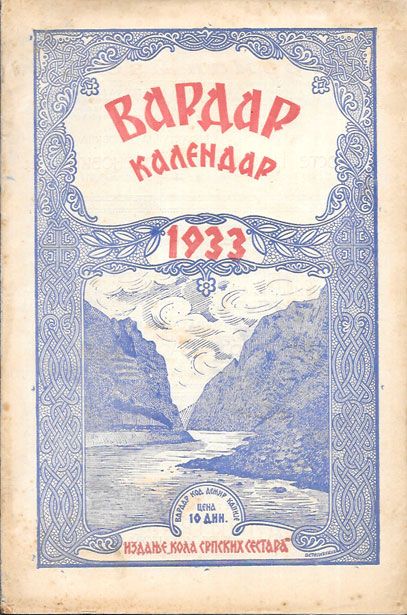 ВАРДАР
КАЛЕНДАР
1933
ВАРДАР КОД ДЕМИР КАПИЈЕ
ЦЕНА
10 ДИН.
ИЗДАЊЕ „КОЛА СРПСКИХ СЕСТАРА“